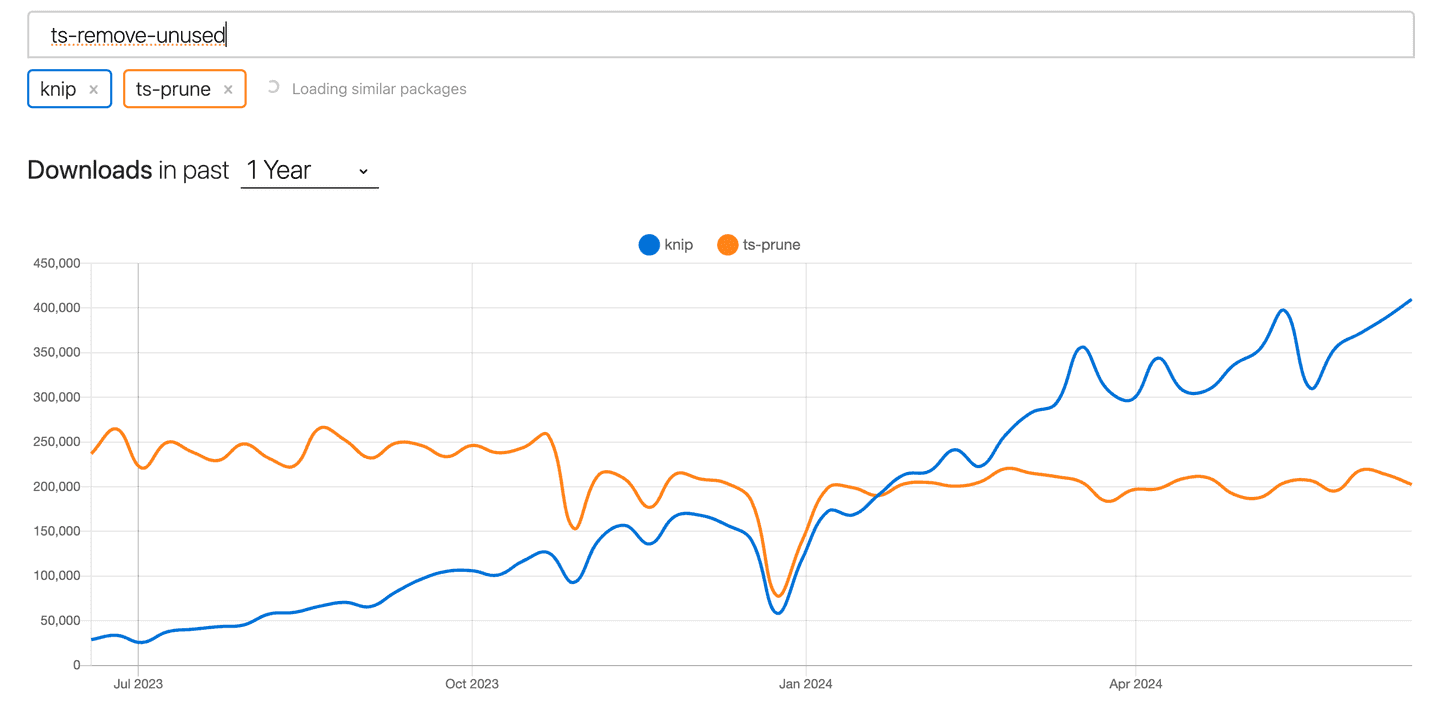 ts-remove-unused
knip × ts-prune × Loading similar packages
Downloads in past 1 Year
knip ts-prune
450,000
400,000
350,000
300,000
250,000
200,000
150,000
100,000
50,000
0
Jul 2023 Oct 2023 Jan 2024 Apr 2024